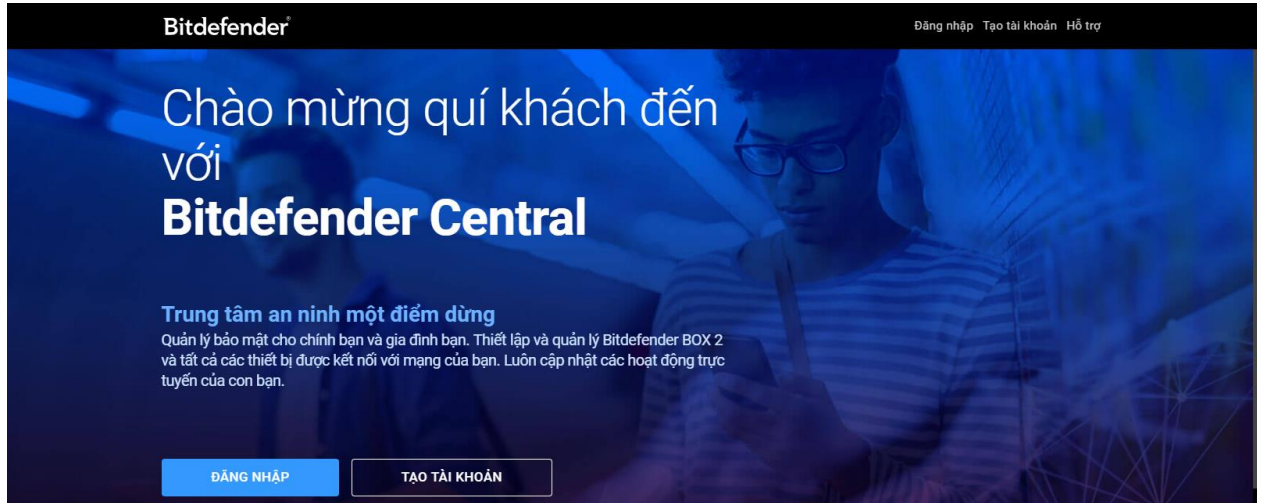 Bitdefender®
Đăng nhập Tạo tài khoản Hỗ trợ
Chào mừng quí khách đến
với
Bitdefender Central
Trung tâm an ninh một điểm dừng
Quản lý bảo mật cho chính bạn và gia đình bạn. Thiết lập và quản lý Bitdefender BOX 2
và tất cả các thiết bị được kết nối với mạng của bạn. Luôn cập nhật các hoạt động trực
tuyến của con bạn.
ĐĂNG NHẬP
TẠO TÀI KHOẢN